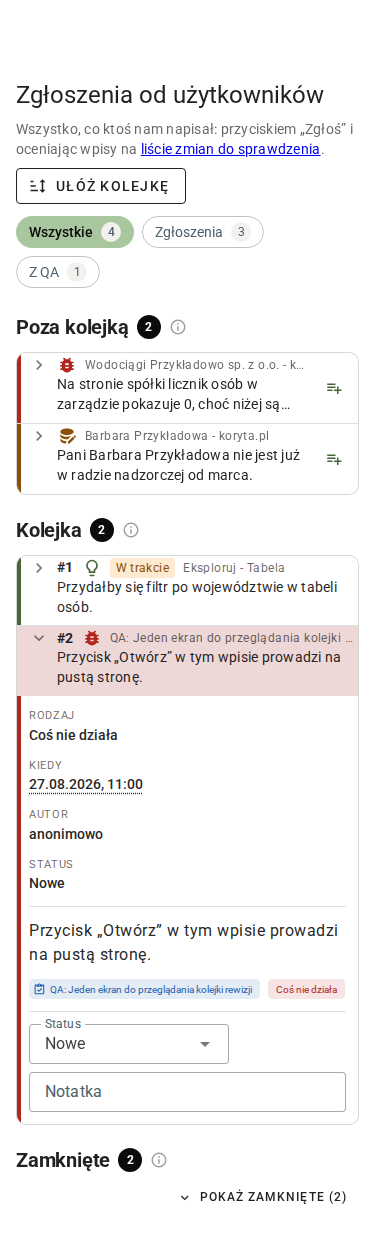 Zgłoszenia od użytkowników
Wszystko, co ktoś nam napisał: przyciskiem „Zgłoś” i
oceniając wpisy na liście zmian do sprawdzenia.
UŁÓŻ KOLEJKĘ
Wszystkie 4
Zgłoszenia 3
Z QA 1
Poza kolejką 2
Wodociągi Przykładowo sp. z o.o. - k…
Na stronie spółki licznik osób w
zarządzie pokazuje 0, choć niżej są…
Barbara Przykładowa - koryta.pl
Pani Barbara Przykładowa nie jest już
w radzie nadzorczej od marca.
Kolejka 2
#1 W trakcie Eksploruj - Tabela
Przydałby się filtr po województwie w tabeli
osób.
#2 QA: Jeden ekran do przeglądania kolejki …
Przycisk „Otwórz” w tym wpisie prowadzi na
pustą stronę.
RODZAJ
Coś nie działa
KIEDY
27.08.2026, 11:00
AUTOR
anonimowo
STATUS
Nowe
Przycisk „Otwórz” w tym wpisie prowadzi
na pustą stronę.
QA: Jeden ekran do przeglądania kolejki rewizji
Coś nie działa
Status
Nowe
Notatka
Zamknięte 2
POKAŻ ZAMKNIĘTE (2)